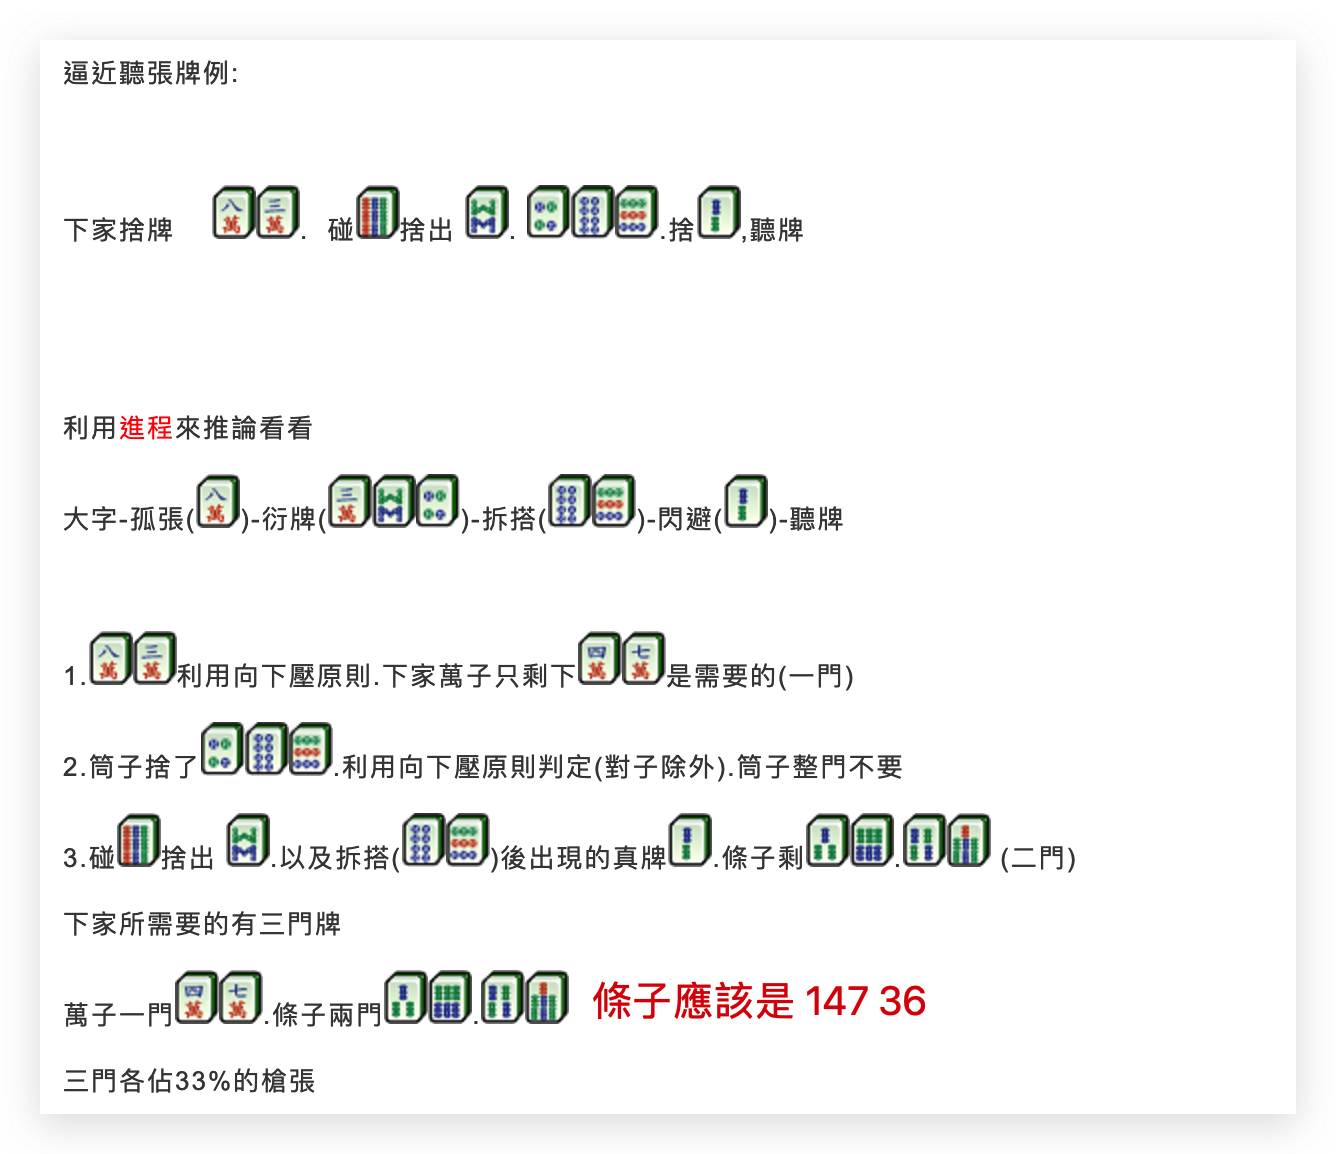 逼近聽張牌例:
下家捨牌 八萬 三萬. 碰捨出 . .捨,聽牌
利用進程來推論看看
大字-孤張(八萬)-衍牌(三萬)-拆搭()-閃避()-聽牌
1.八萬 三萬利用向下壓原則.下家萬子只剩下四萬 七萬是需要的(一門)
2.筒子捨了.利用向下壓原則判定(對子除外).筒子整門不要
3.碰捨出 .以及拆搭()後出現的真牌.條子剩. (二門)
下家所需要的有三門牌
萬子一門四萬 七萬.條子兩門. 條子應該是 147 36
三門各佔33%的槍張